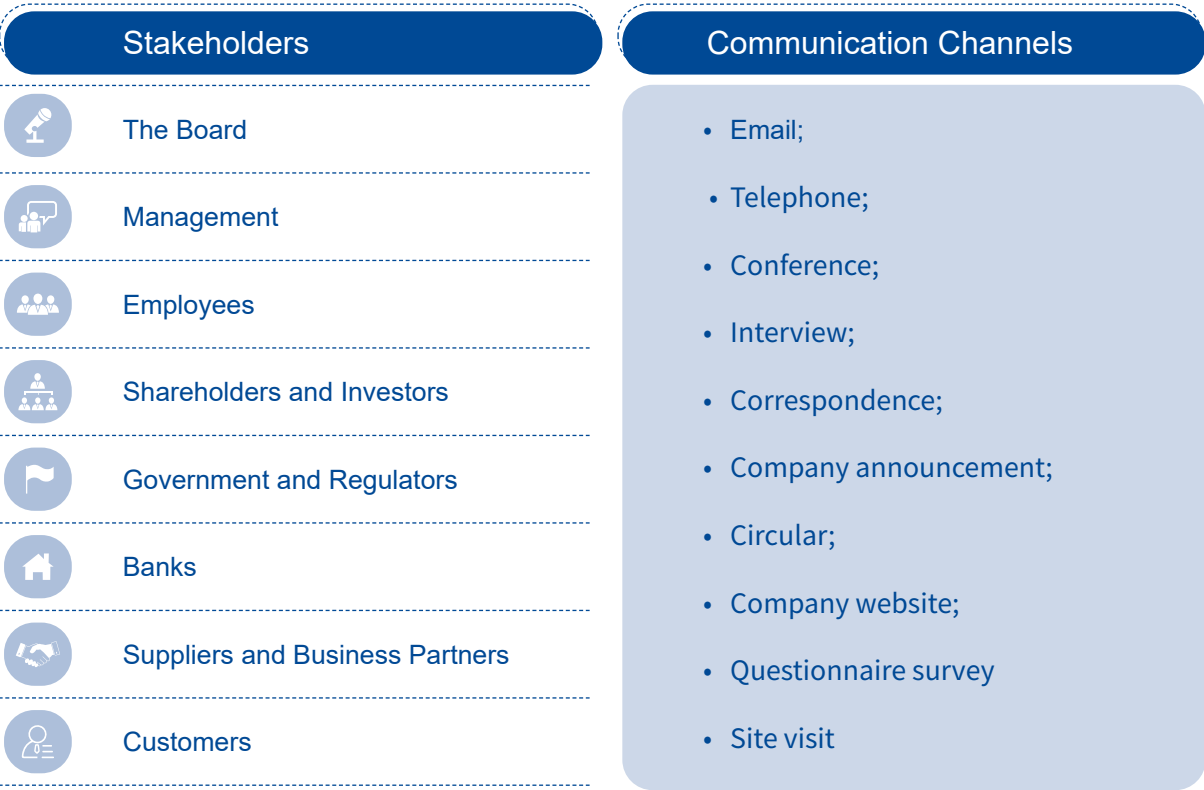 Stakeholders
The Board
Management
Employees
Shareholders and Investors
Government and Regulators
Banks
Suppliers and Business Partners
Customers
Communication Channels
• Email;
• Telephone;
• Conference;
• Interview;
• Correspondence;
• Company announcement;
• Circular;
• Company website;
• Questionnaire survey
• Site visit